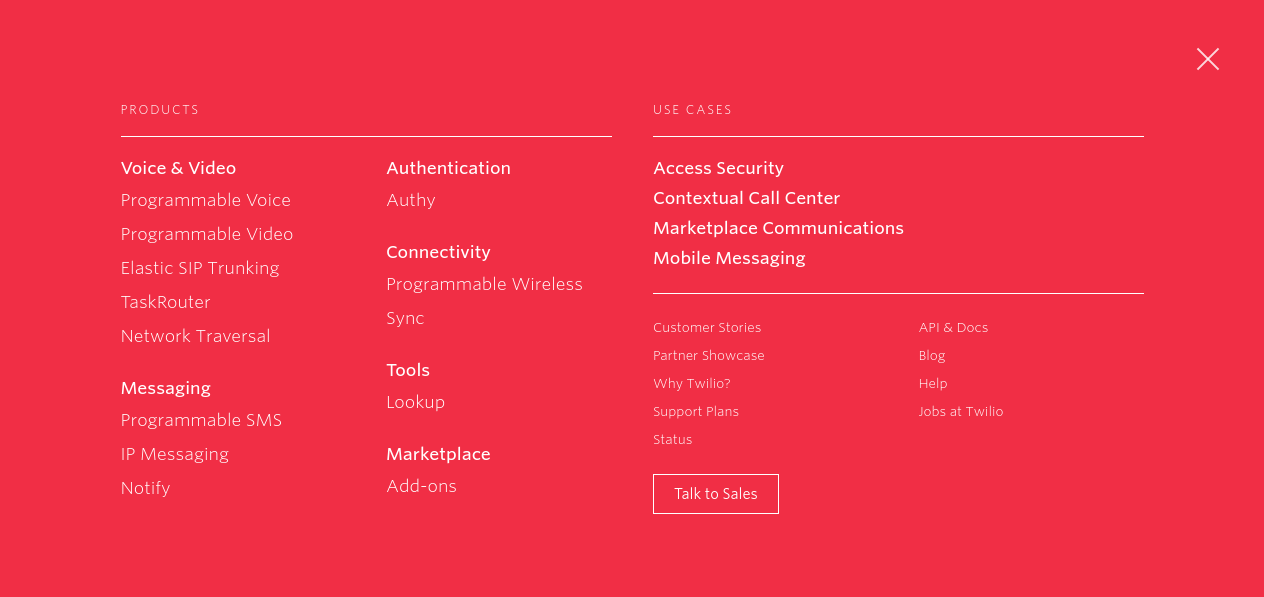 PRODUCTS
Voice & Video
Programmable Voice
Programmable Video
Elastic SIP Trunking
TaskRouter
Network Traversal
Messaging
Programmable SMS
IP Messaging
Notify
Authentication
Authy
Connectivity
Programmable Wireless
Sync
Tools
Lookup
Marketplace
Add-ons
USE CASES
Access Security
Contextual Call Center
Marketplace Communications
Mobile Messaging
Customer Stories
Partner Showcase
Why Twilio?
Support Plans
Status
API & Docs
Blog
Help
Jobs at Twilio
Talk to Sales